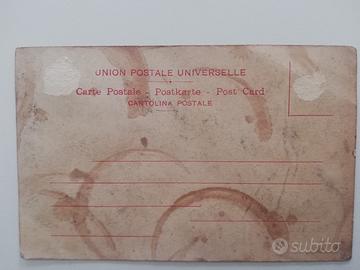 UNION POSTALE UNIVERSELLE
Carte Postale - Postkarte - Post Card
CARTOLINA POSTALE
subito